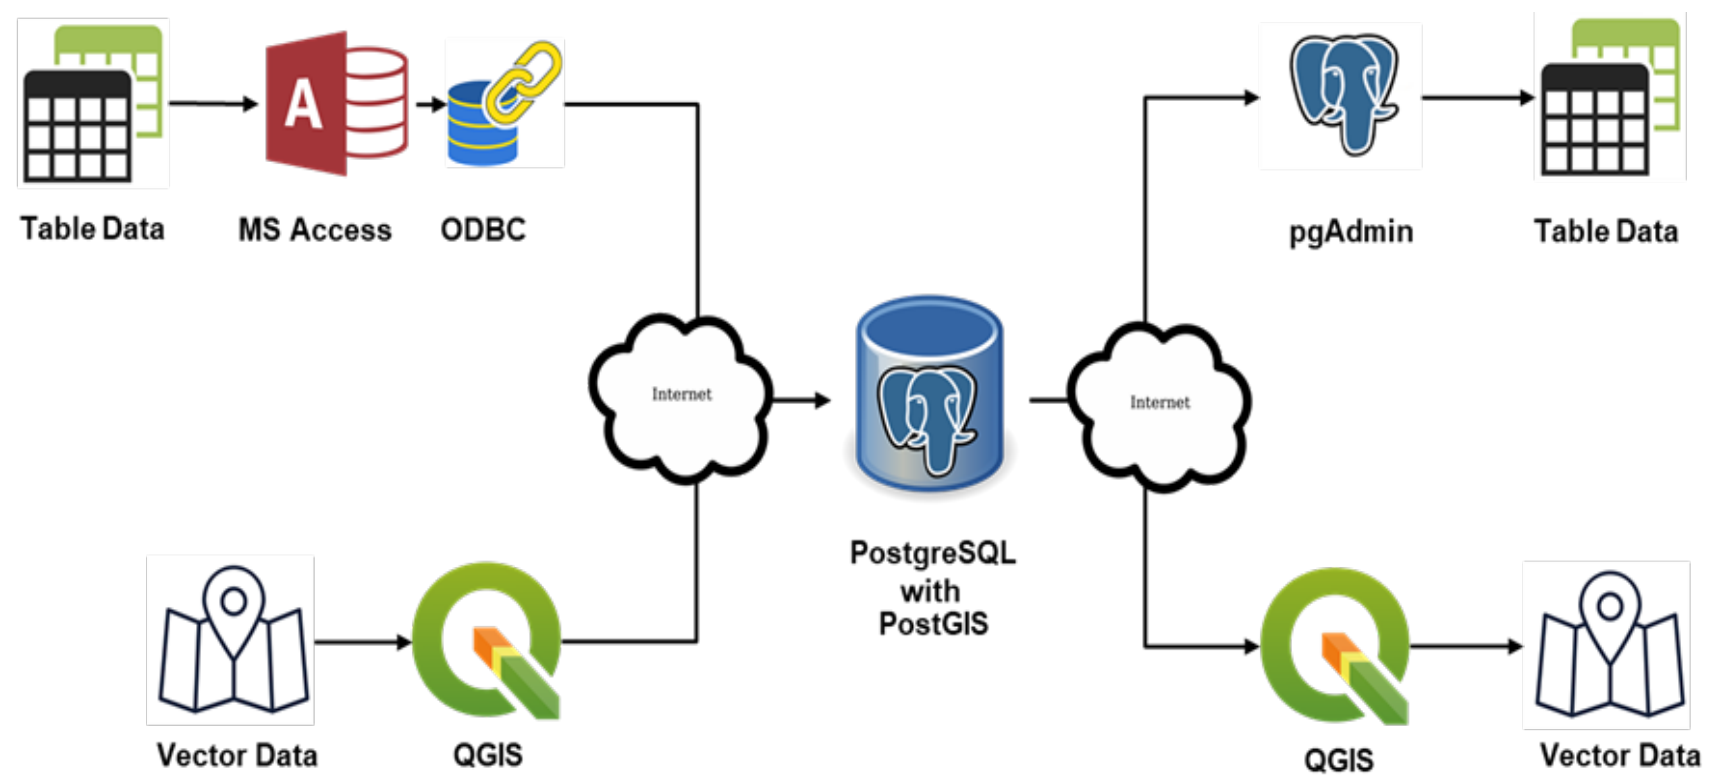 A
Table Data
MS Access
ODBC
pgAdmin
Table Data
Internet
Internet
PostgreSQL
with
PostGIS
Vector Data
QGIS
QGIS
Vector Data